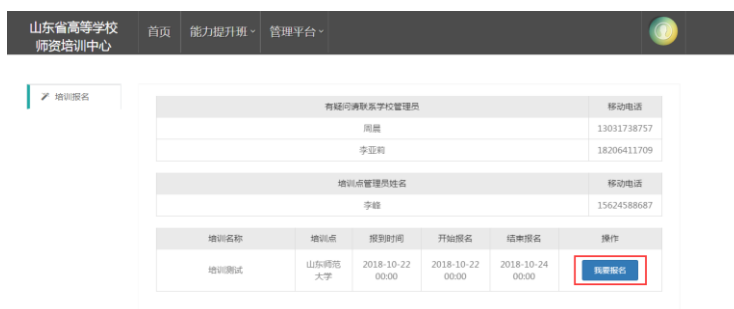 山东省高等学校
师资培训中心
首页 能力提升班 管理平台
培训报名
有疑问请联系学校管理员 移动电话
周晨 13031738757
李亚莉 18206411709
培训点管理员姓名 移动电话
李峰 15624588687
培训名称 培训点 报到时间 开始报名 结束报名 操作
培训测试 山东师范大学 2018-10-22 00:00 2018-10-22 00:00 2018-10-24 00:00 我要报名